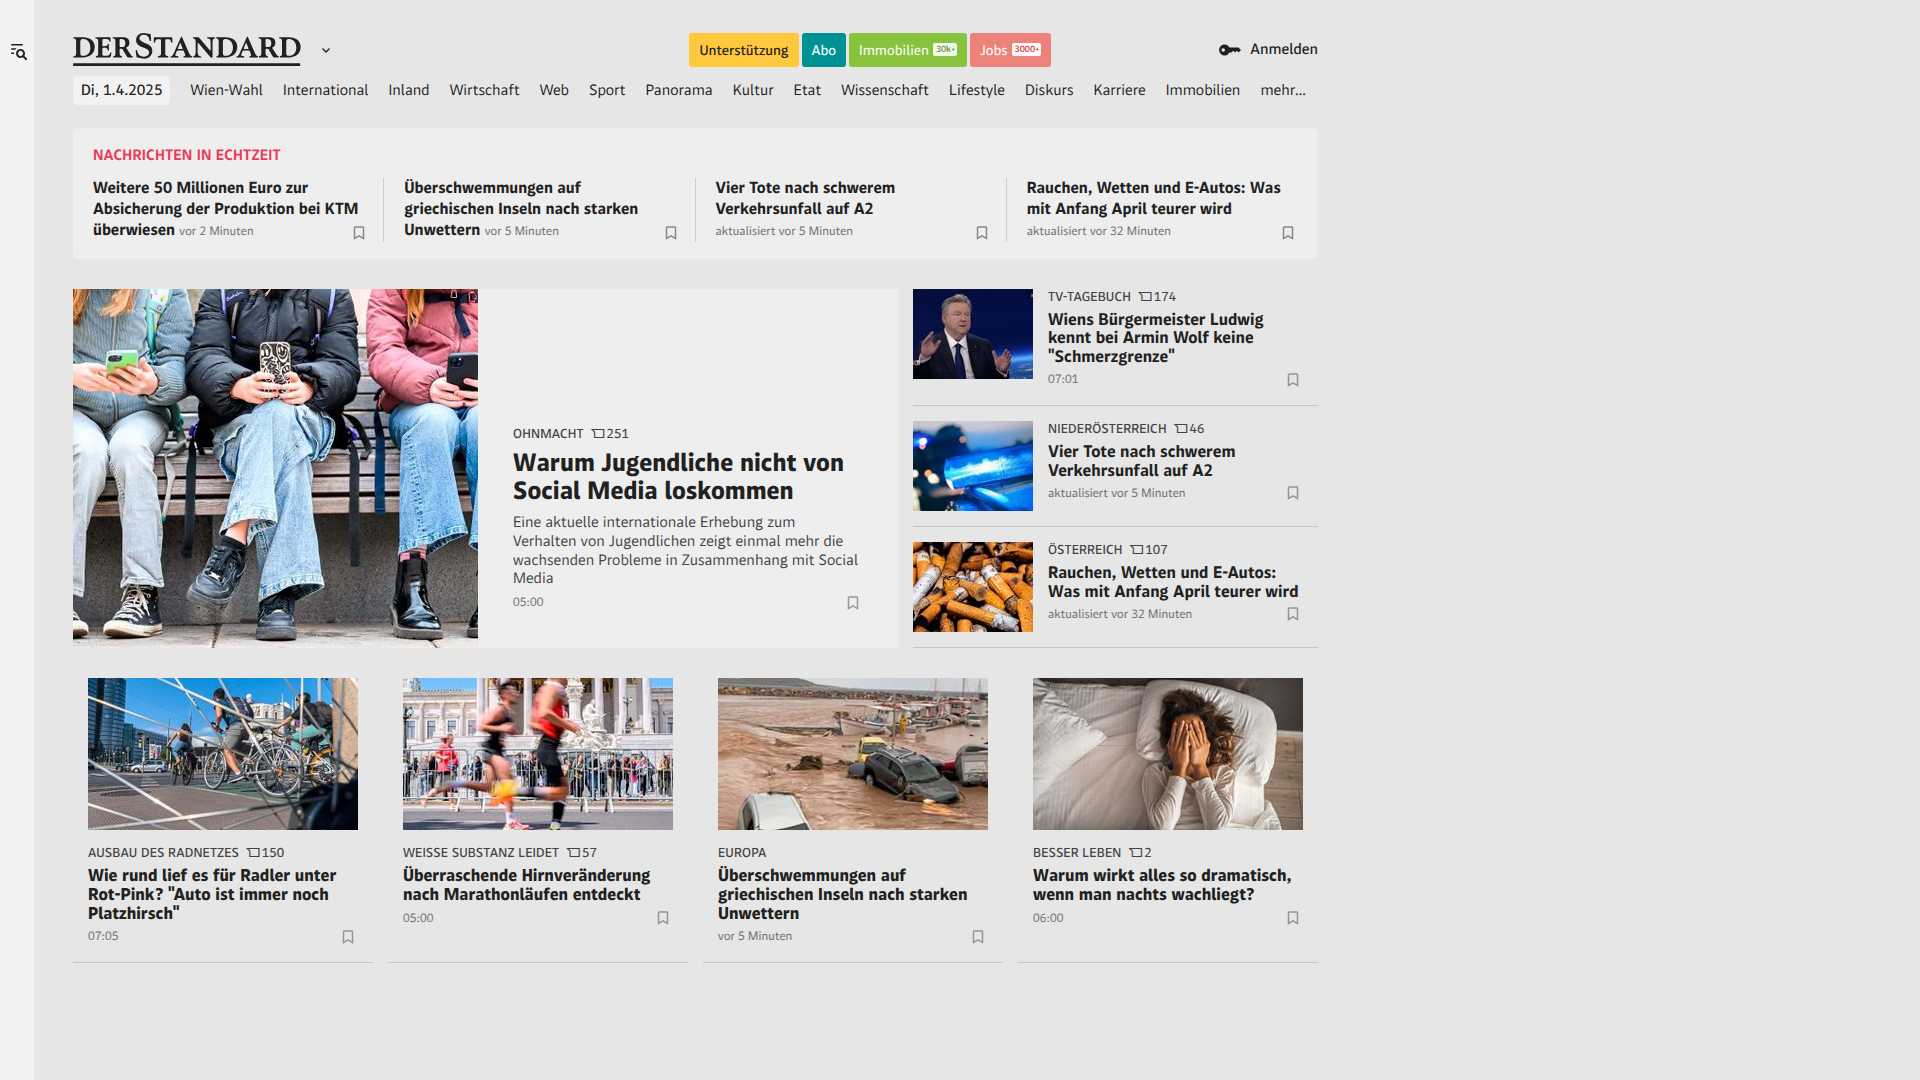 DERSTANDARD
Unterstützung
Abo
Immobilien 30k+
Jobs 3000+
Anmelden
Di, 1.4.2025
Wien-Wahl
International
Inland
Wirtschaft
Web
Sport
Panorama
Kultur
Etat
Wissenschaft
Lifestyle
Diskurs
Karriere
Immobilien
mehr...
NACHRICHTEN IN ECHTZEIT
Weitere 50 Millionen Euro zur
Absicherung der Produktion bei KTM
überwiesen vor 2 Minuten
Überschwemmungen auf
griechischen Inseln nach starken
Unwettern vor 5 Minuten
Vier Tote nach schwerem
Verkehrsunfall auf A2
aktualisiert vor 5 Minuten
Rauchen, Wetten und E-Autos: Was
mit Anfang April teurer wird
aktualisiert vor 32 Minuten
OHNMACHT 251
Warum Jugendliche nicht von
Social Media loskommen
Eine aktuelle internationale Erhebung zum
Verhalten von Jugendlichen zeigt einmal mehr die
wachsenden Probleme in Zusammenhang mit Social
Media
05:00
TV-TAGEBUCH 174
Wiens Bürgermeister Ludwig
kennt bei Armin Wolf keine
"Schmerzgrenze"
07:01
NIEDERÖSTERREICH 46
Vier Tote nach schwerem
Verkehrsunfall auf A2
aktualisiert vor 5 Minuten
ÖSTERREICH 107
Rauchen, Wetten und E-Autos:
Was mit Anfang April teurer wird
aktualisiert vor 32 Minuten
AUSBAU DES RADNETZES 150
Wie rund lief es für Radler unter
Rot-Pink? "Auto ist immer noch
Platzhirsch"
07:05
WEISSE SUBSTANZ LEIDET 57
Überraschende Hirnveränderung
nach Marathonläufen entdeckt
05:00
EUROPA
Überschwemmungen auf
griechischen Inseln nach starken
Unwettern
vor 5 Minuten
BESSER LEBEN 2
Warum wirkt alles so dramatisch,
wenn man nachts wachliegt?
06:00